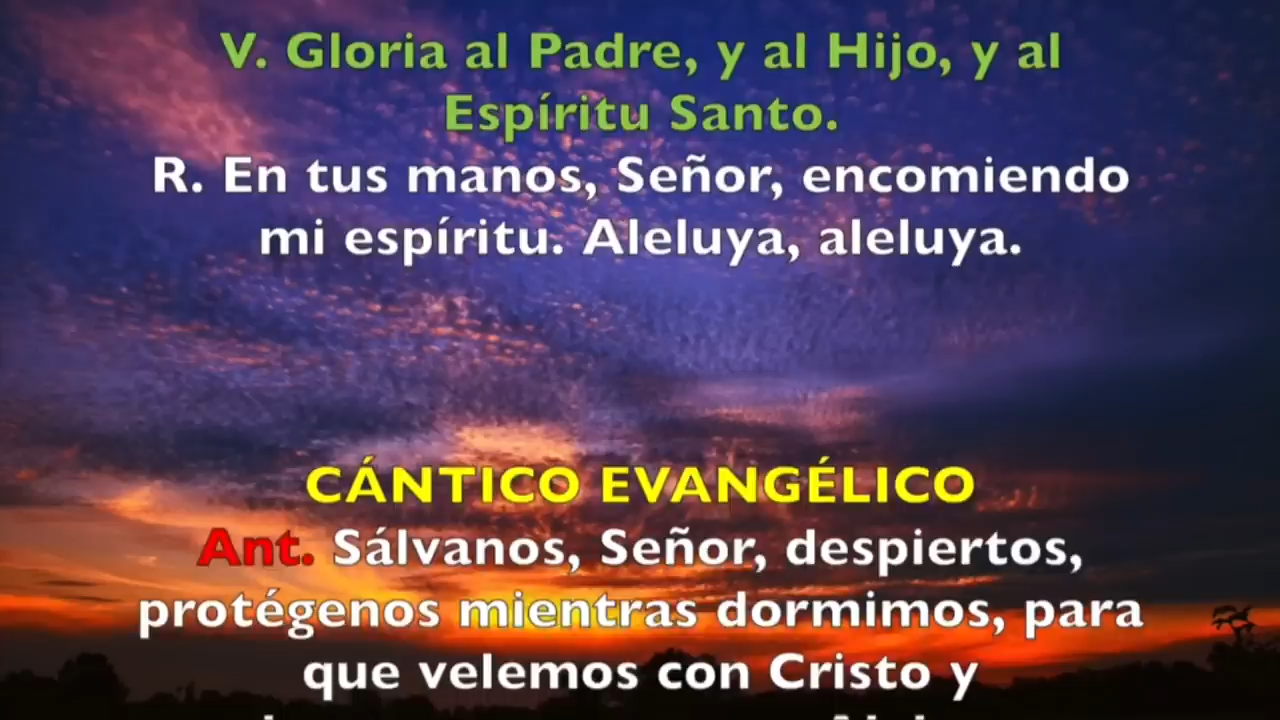 V. Gloria al Padre, y al Hijo, y al
Espíritu Santo.
R. En tus manos, Señor, encomiendo
mi espíritu. Aleluya, aleluya.
CÁNTICO EVANGÉLICO
Ant. Sálvanos, Señor, despiertos,
protégenos mientras dormimos, para
que velemos con Cristo y